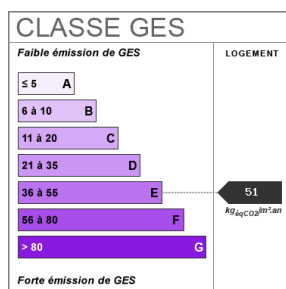 CLASSE GES
Faible émission de GES
LOGEMENT
≤ 5 A
6 à 10 B
11 à 20 C
21 à 35 D
36 à 55 E
51
kgéqCO2/m².an
56 à 80 F
> 80 G
Forte émission de GES